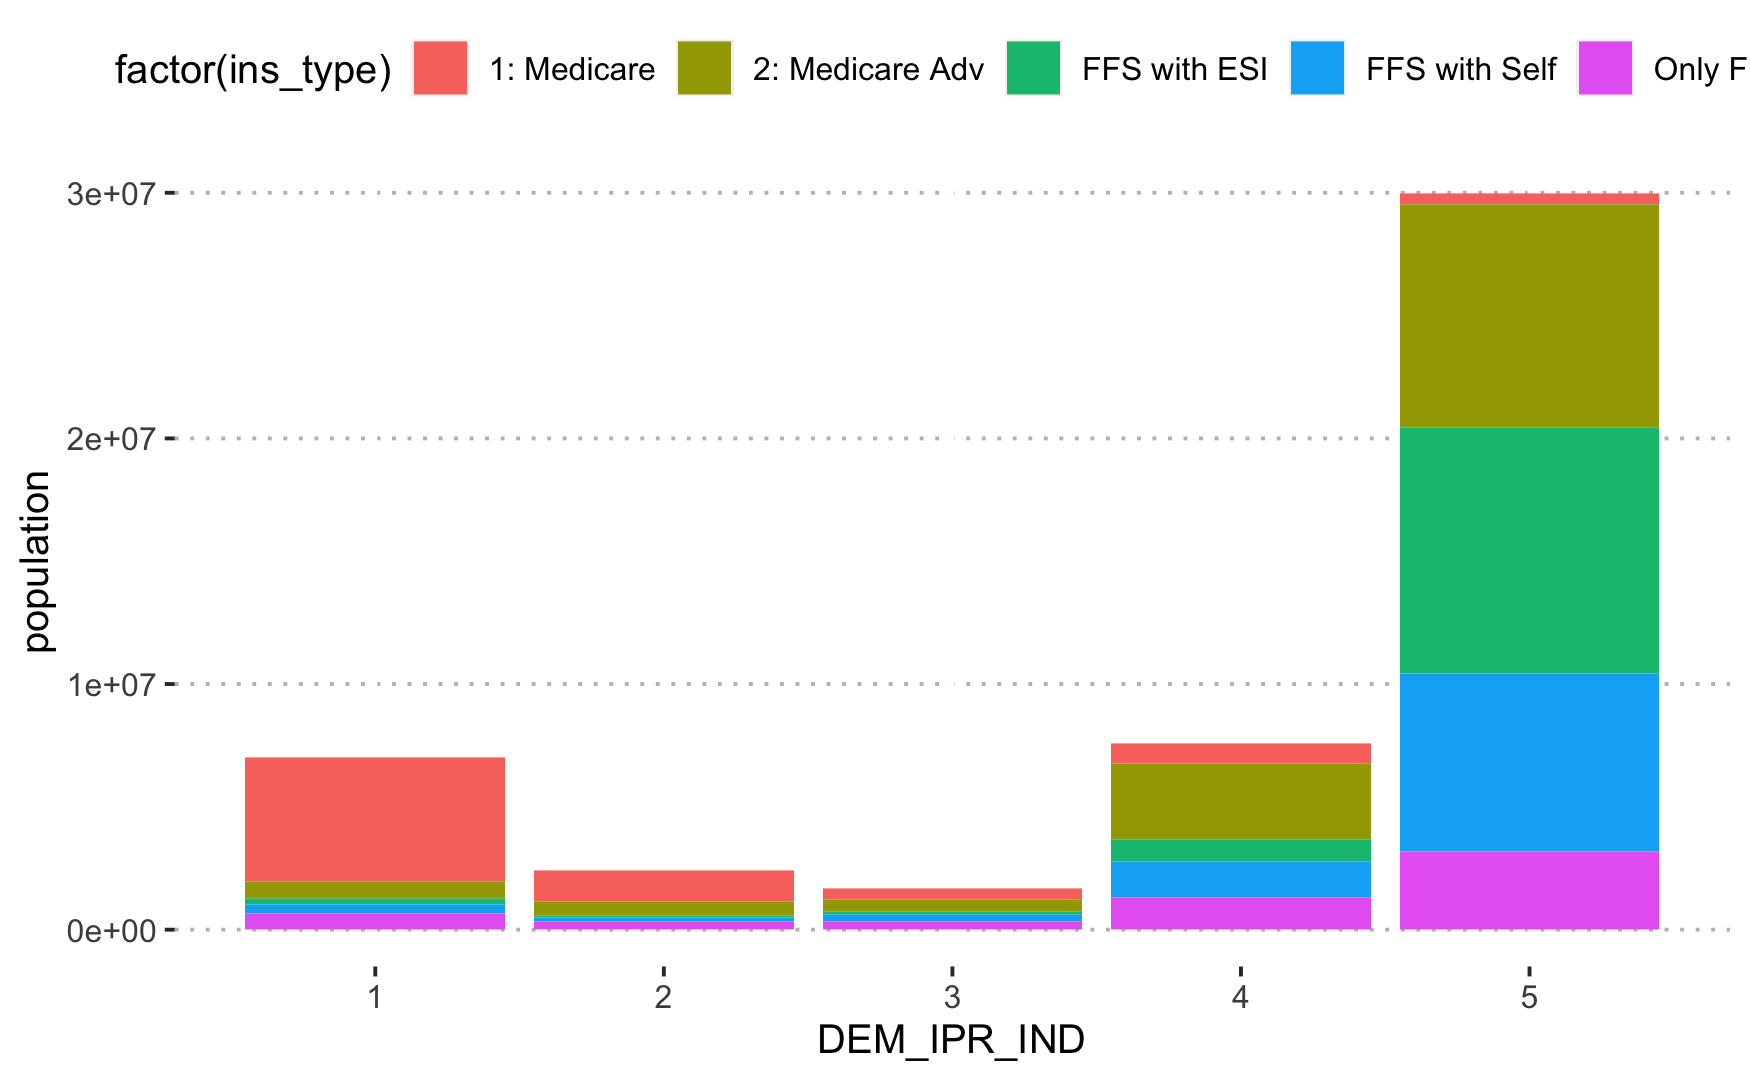 factor(ins_type) 1: Medicare 2: Medicare Adv FFS with ESI FFS with Self Only F
3e+07
2e+07
1e+07
0e+00
population
1 2 3 4 5
DEM_IPR_IND